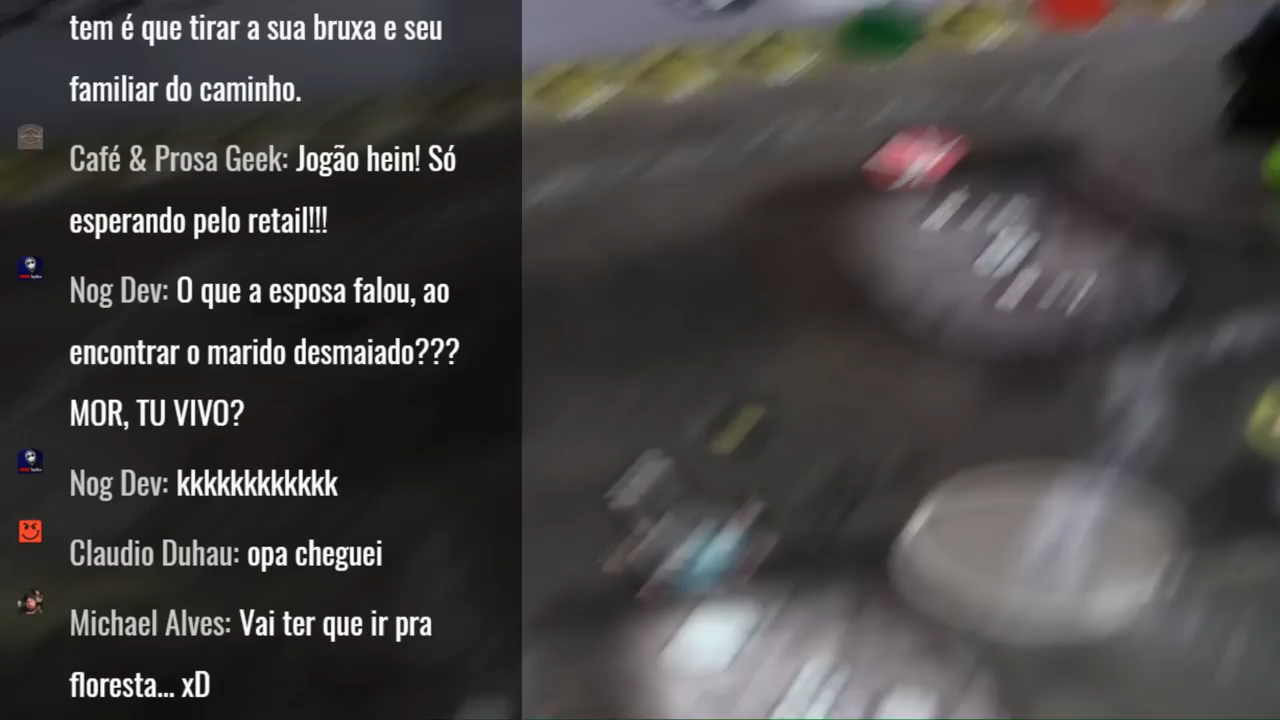 tem é que tirar a sua bruxa e seu
familiar do caminho.
Café & Prosa Geek: Jogão hein! Só
esperando pelo retail!!!
Nog Dev: O que a esposa falou, ao
encontrar o marido desmaiado???
MOR, TU VIVO?
Nog Dev: kkkkkkkkkkkk
Claudio Duhau: opa cheguei
Michael Alves: Vai ter que ir pra
floresta... xD